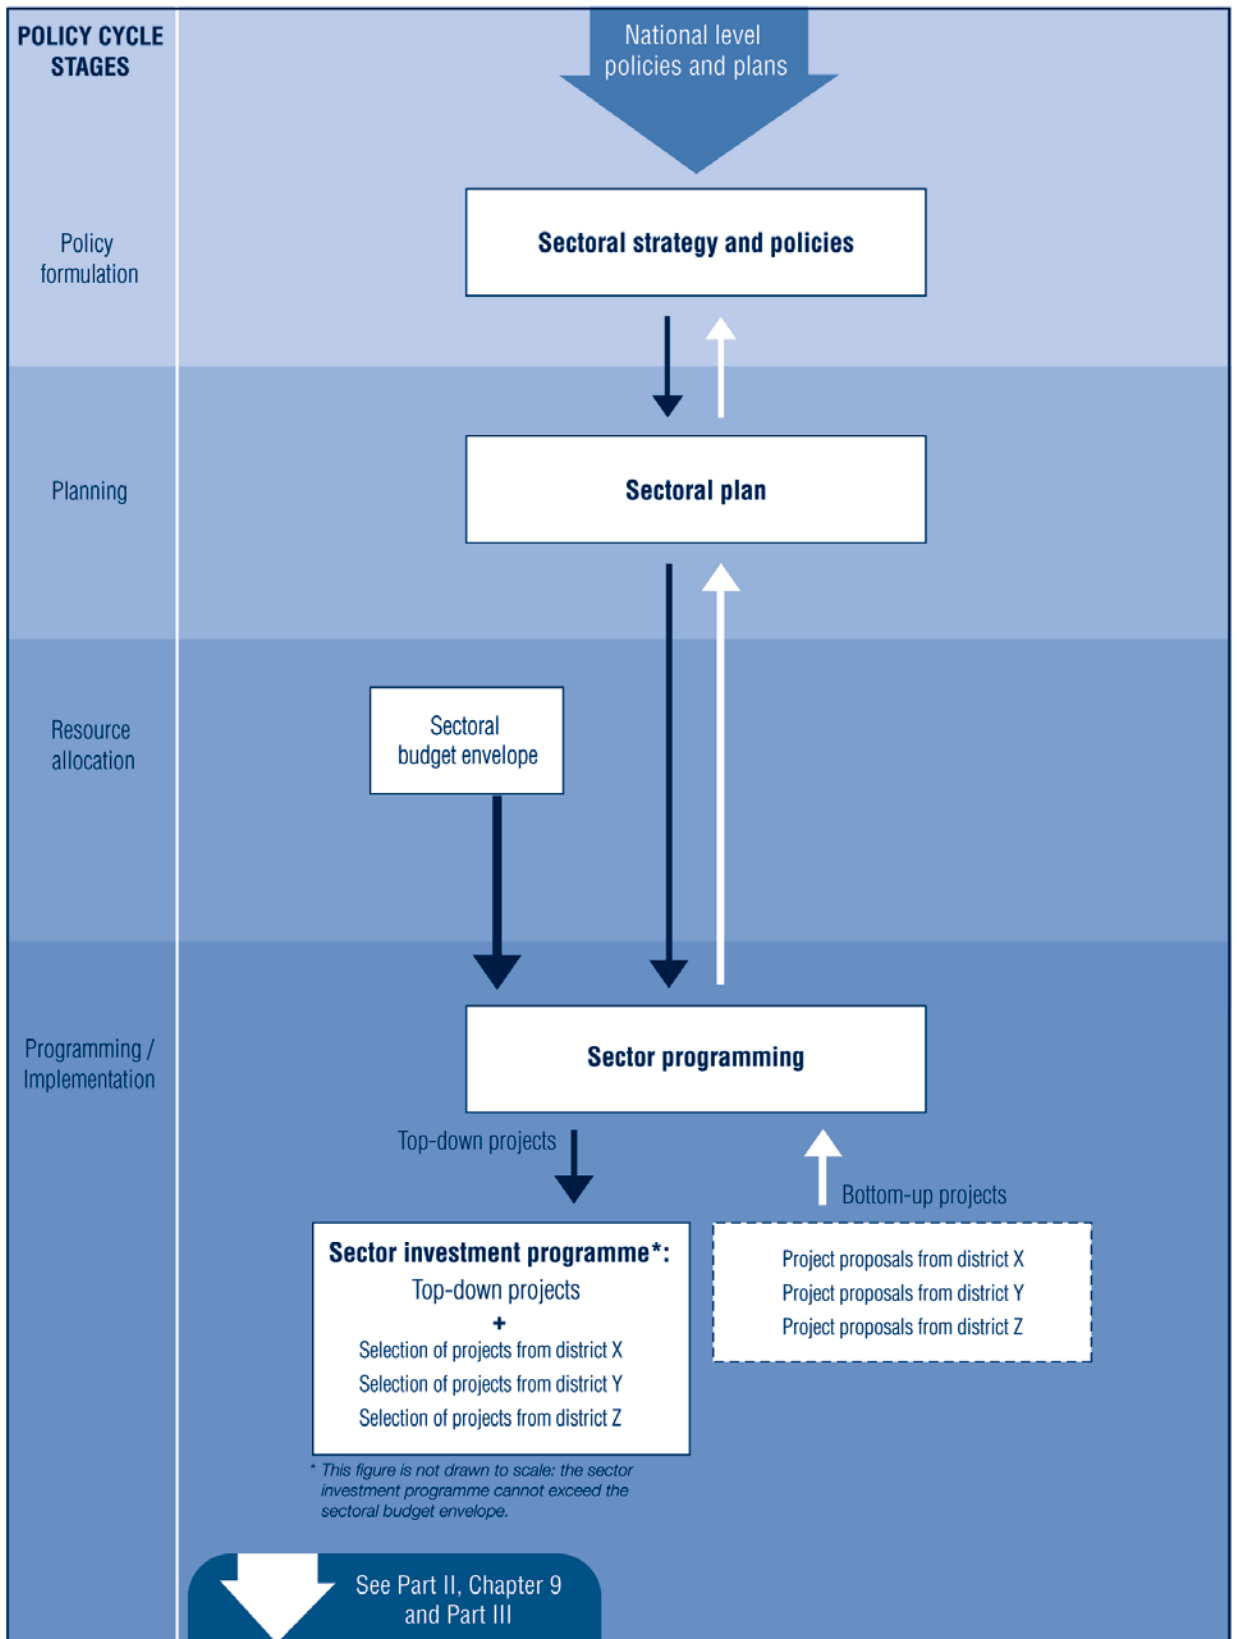 POLICY CYCLE
STAGES
National level
policies and plans
Policy
formulation
Sectoral strategy and policies
Planning
Sectoral plan
Resource
allocation
Sectoral
budget envelope
Programming /
Implementation
Sector programming
Top-down projects
Bottom-up projects
Sector investment programme*:
Top-down projects
+
Selection of projects from district X
Selection of projects from district Y
Selection of projects from district Z
Project proposals from district X
Project proposals from district Y
Project proposals from district Z
* This figure is not drawn to scale: the sector
investment programme cannot exceed the
sectoral budget envelope.
See Part II, Chapter 9
and Part III